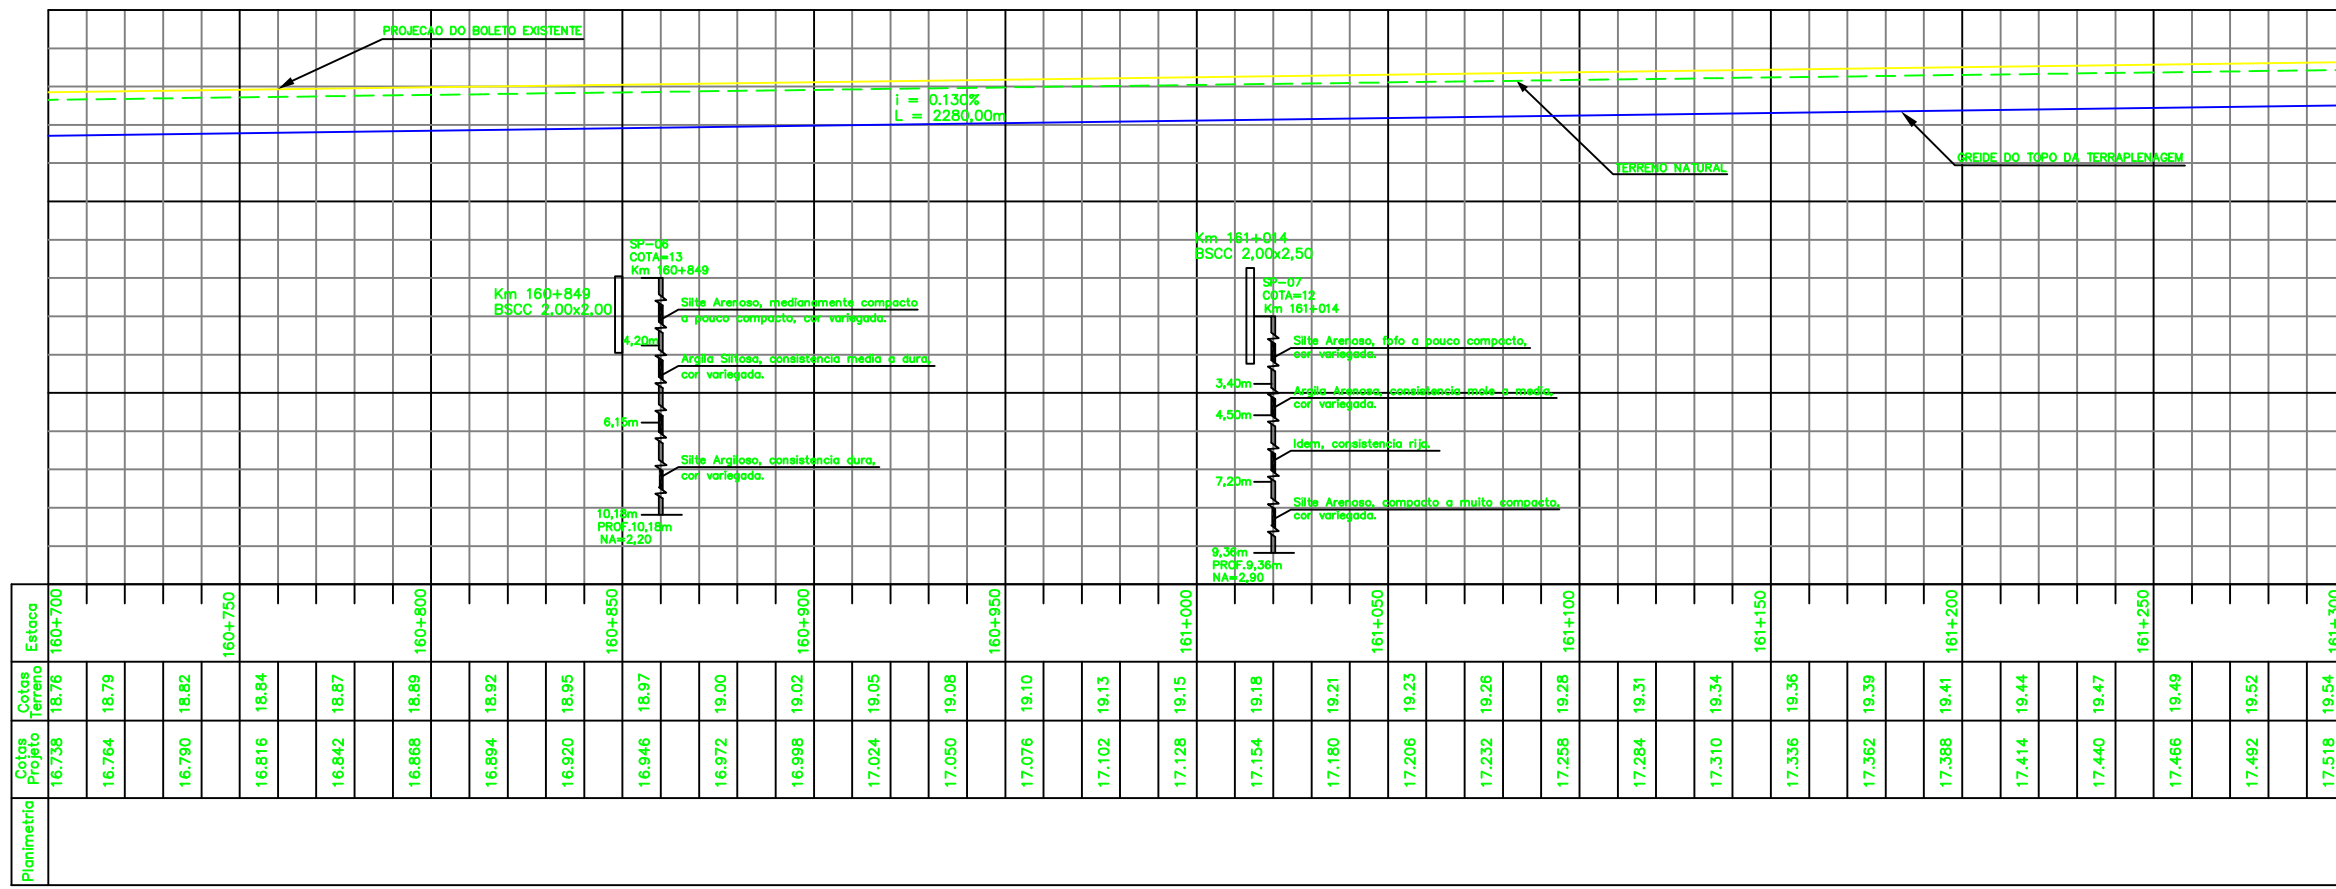 PROJECAO DO BOLETO EXISTENTE
i = 0.130%
L = 2280,00m
TERRENO NATURAL
GREIDE DO TOPO DA TERRAPLENAGEM
Km 160+849
BSCC 2,00x2,00
SP-06
COTA=13
Km 160+849
Silte Arenoso, medianamente compacto
a pouco compacto, cor variegada.
4,20m
Argila Siltosa, consistencia media a dura,
cor variegada.
6,15m
Silte Argiloso, consistencia dura,
cor variegada.
10,18m
PROF.10,18m
NA=2,20
Km 161+014
BSCC 2,00x2,50
SP-07
COTA=12
Km 161+014
Silte Arenoso, fofo a pouco compacto,
cor variegada.
3,40m
Argila Arenosa, consistencia mole a media,
cor variegada.
4,50m
Idem, consistencia rija.
7,20m
Silte Arenoso, compacto a muito compacto,
cor variegada.
9,36m
PROF.9,36m
NA=2,90
Estaca
160+700
160+750
160+800
160+850
160+900
160+950
161+000
161+050
161+100
161+150
161+200
161+250
161+300
Cotas
Terreno
18.76
18.79
18.82
18.84
18.87
18.89
18.92
18.95
18.97
19.00
19.02
19.05
19.08
19.10
19.13
19.15
19.18
19.21
19.23
19.26
19.28
19.31
19.34
19.36
19.39
19.41
19.44
19.47
19.49
19.52
19.54
Cotas
Projeto
16.738
16.764
16.790
16.816
16.842
16.868
16.894
16.920
16.946
16.972
16.998
17.024
17.050
17.076
17.102
17.128
17.154
17.180
17.206
17.232
17.258
17.284
17.310
17.336
17.362
17.388
17.414
17.440
17.466
17.492
17.518
Planimetria